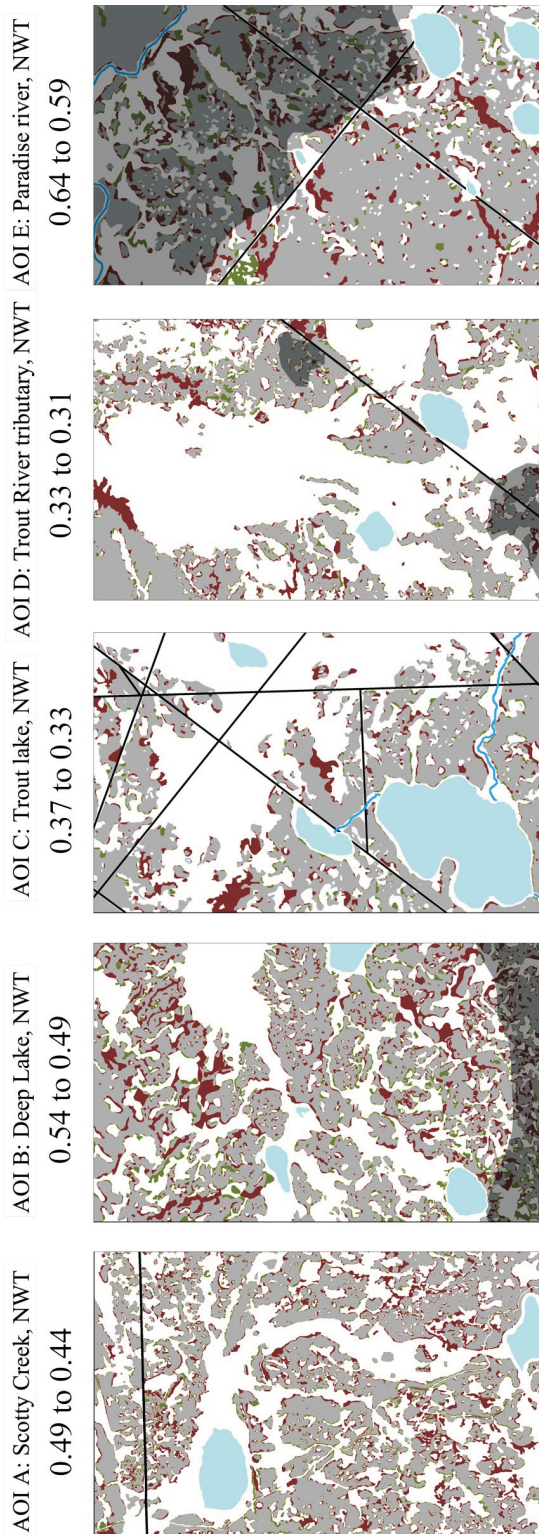 AOI A: Scotty Creek, NWT
0.49 to 0.44
AOI B: Deep Lake, NWT
0.54 to 0.49
AOI C: Trout lake, NWT
0.37 to 0.33
AOI D: Trout River tributary, NWT
0.33 to 0.31
AOI E: Paradise river, NWT
0.64 to 0.59